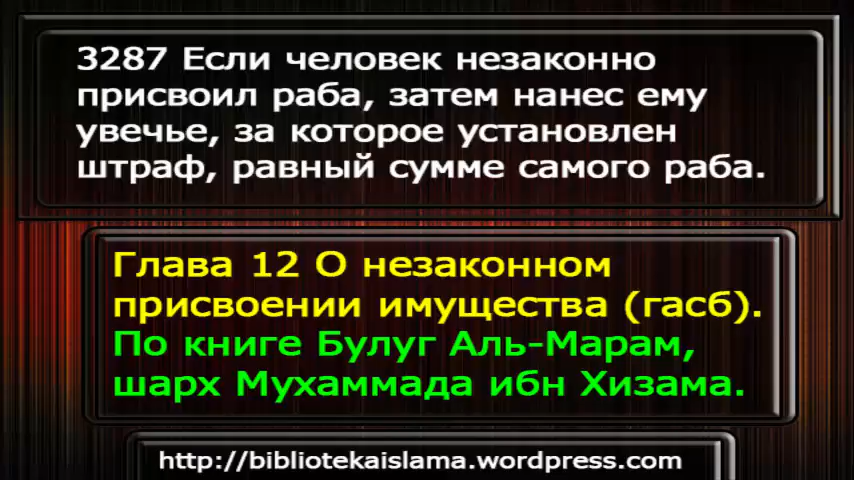 3287 Если человек незаконно
присвоил раба, затем нанес ему
увечье, за которое установлен
штраф, равный сумме самого раба.
Глава 12 О незаконном
присвоении имущества (гасб).
По книге Булуг Аль-Марам,
шарх Мухаммада ибн Хизама.
http://bibliotekaislama.wordpress.com